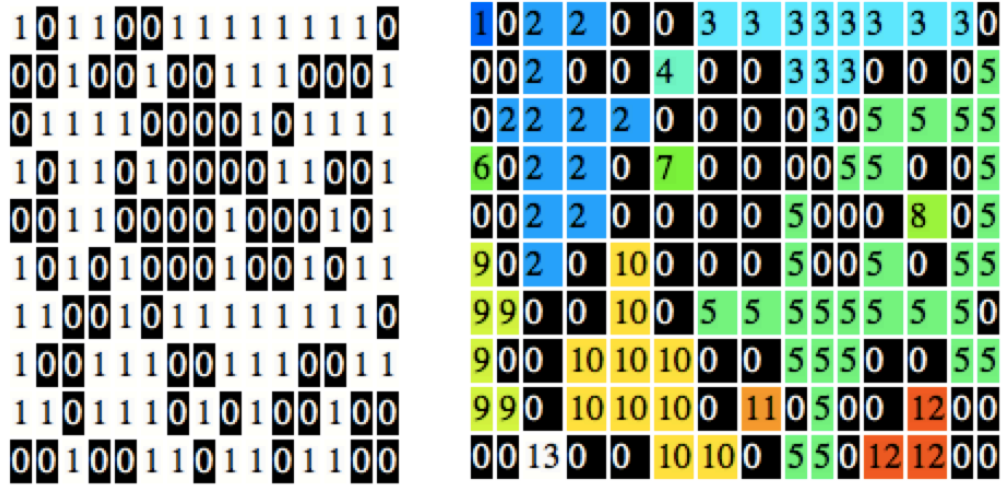 1 0 1 1 0 0 1 1 1 1 1 1 1 1 0 1 0 2 2 0 0 3 3 3 3 3 3 3 3 0
0 0 1 0 0 1 0 0 1 1 1 0 0 0 1 0 0 2 0 0 4 0 0 3 3 3 0 0 0 5
0 1 1 1 1 0 0 0 0 1 0 1 1 1 1 0 2 2 2 2 0 0 0 0 3 0 5 5 5 5
1 0 1 1 0 1 0 0 0 0 1 1 0 0 1 6 0 2 2 0 7 0 0 0 0 5 5 0 0 5
0 0 1 1 0 0 0 0 1 0 0 0 1 0 1 0 0 2 2 0 0 0 0 5 0 0 0 8 0 5
1 0 1 0 1 0 0 0 1 0 0 1 0 1 1 9 0 2 0 10 0 0 0 5 0 0 5 0 5 5
1 1 0 0 1 0 1 1 1 1 1 1 1 1 0 9 9 0 0 10 0 5 5 5 5 5 5 5 5 0
1 0 0 1 1 1 0 0 1 1 1 0 0 1 1 9 0 0 10 10 10 0 0 5 5 5 0 0 5 5
1 1 0 1 1 1 0 1 0 1 0 0 1 0 0 9 9 0 10 10 10 0 11 0 5 0 0 12 0 0
0 0 1 0 0 1 1 0 1 1 0 1 1 0 0 0 0 13 0 0 10 10 0 5 5 0 12 12 0 0